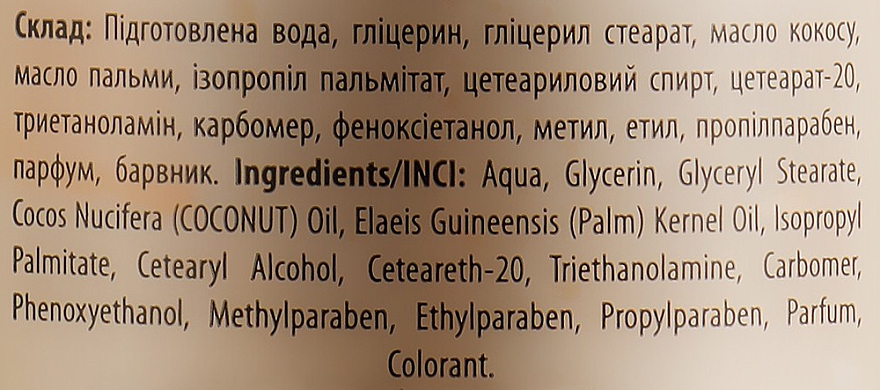 Склад: Підготовлена вода, гліцерин, гліцерил стеарат, масло кокосу,
масло пальми, ізопропіл пальмітат, цетеариловий спирт, цетеарат-20,
триетаноламін, карбомер, феноксіетанол, метил, етил, пропілпарабен,
парфум, барвник. Ingredients/INCI: Aqua, Glycerin, Glyceryl Stearate,
Cocos Nucifera (COCONUT) Oil, Elaeis Guineensis (Palm) Kernel Oil, Isopropyl
Palmitate, Cetearyl Alcohol, Ceteareth-20, Triethanolamine, Carbomer,
Phenoxyethanol, Methylparaben, Ethylparaben, Propylparaben, Parfum,
Colorant.